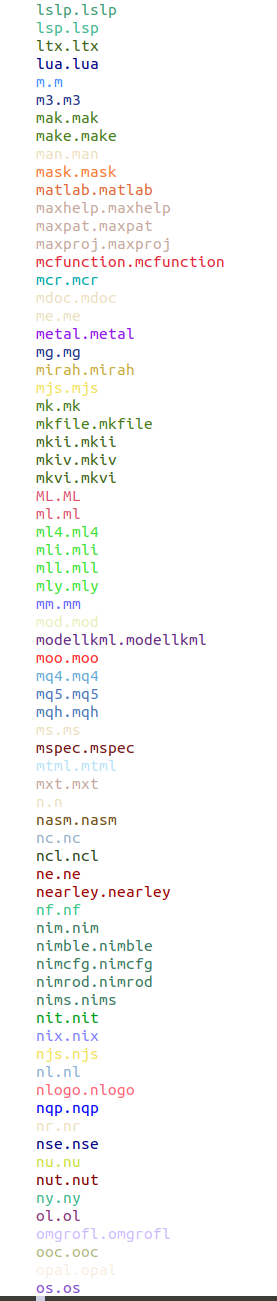 lslp.lslp
lsp.lsp
ltx.ltx
lua.lua
m.m
m3.m3
mak.mak
make.make
man.man
mask.mask
matlab.matlab
maxhelp.maxhelp
maxpat.maxpat
maxproj.maxproj
mcfunction.mcfunction
mcr.mcr
mdoc.mdoc
me.me
metal.metal
mg.mg
mirah.mirah
mjs.mjs
mk.mk
mkfile.mkfile
mkii.mkii
mkiv.mkiv
mkvi.mkvi
ML.ML
ml.ml
ml4.ml4
mli.mli
mll.mll
mly.mly
mm.mm
mod.mod
modellkml.modellkml
moo.moo
mq4.mq4
mq5.mq5
mqh.mqh
ms.ms
mspec.mspec
mtml.mtml
mxt.mxt
n.n
nasm.nasm
nc.nc
ncl.ncl
ne.ne
nearley.nearley
nf.nf
nim.nim
nimble.nimble
nimcfg.nimcfg
nimrod.nimrod
nims.nims
nit.nit
nix.nix
njs.njs
nl.nl
nlogo.nlogo
nqp.nqp
nr.nr
nse.nse
nu.nu
nut.nut
ny.ny
ol.ol
omgrofl.omgrofl
ooc.ooc
opal.opal
os.os